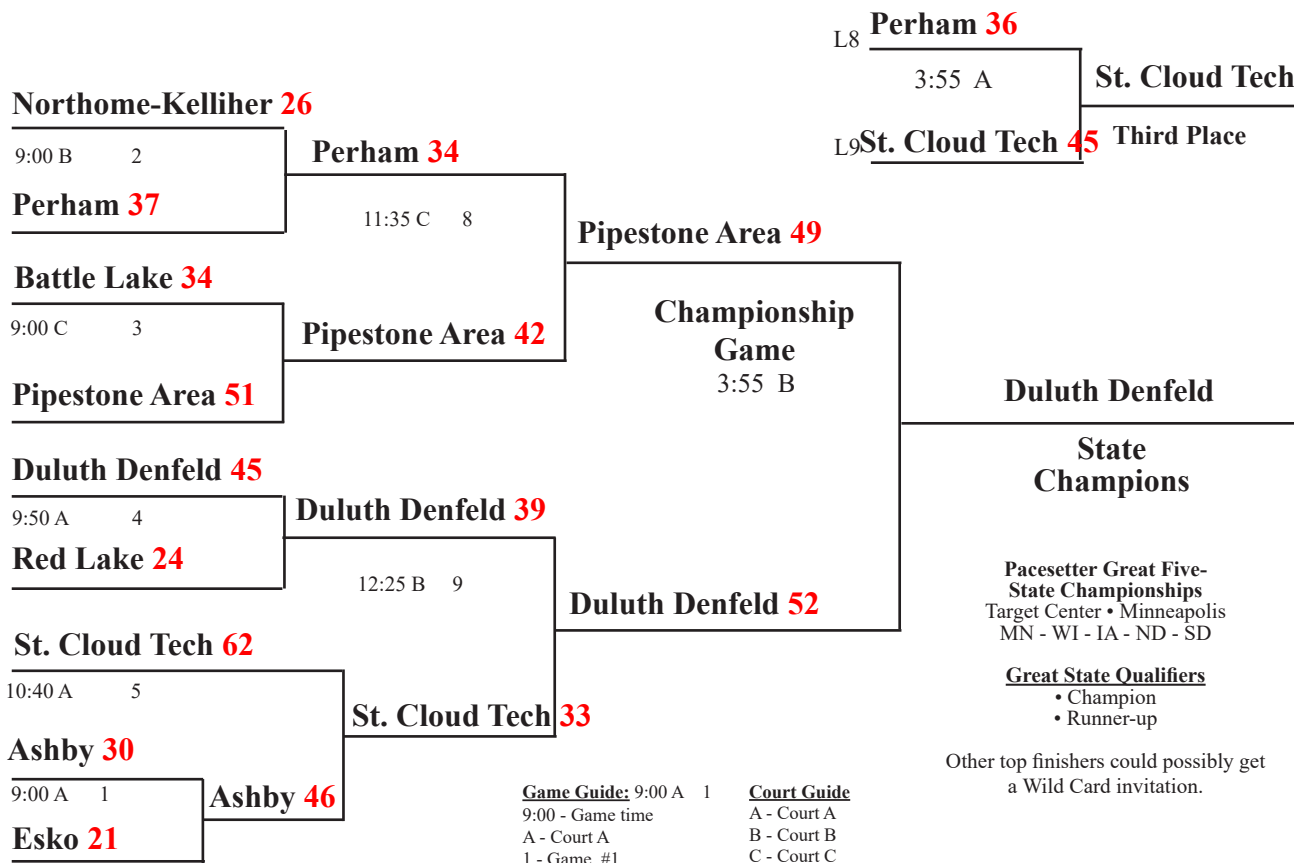 L8 Perham 36
3:55 A
St. Cloud Tech
L9 St. Cloud Tech 45
Third Place
Northome-Kelliher 26
9:00 B 2
Perham 37
Perham 34
11:35 C 8
Battle Lake 34
9:00 C 3
Pipestone Area 51
Pipestone Area 42
Pipestone Area 49
Championship
Game
3:55 B
Duluth Denfeld
State
Champions
Duluth Denfeld 45
9:50 A 4
Red Lake 24
Duluth Denfeld 39
12:25 B 9
Duluth Denfeld 52
St. Cloud Tech 62
10:40 A 5
St. Cloud Tech 33
Ashby 30
9:00 A 1
Esko 21
Ashby 46
Game Guide: 9:00 A 1
9:00 - Game time
A - Court A
1 - Game #1
Court Guide
A - Court A
B - Court B
C - Court C
Pacesetter Great Five-
State Championships
Target Center • Minneapolis
MN - WI - IA - ND - SD
Great State Qualifiers
• Champion
• Runner-up
Other top finishers could possibly get
a Wild Card invitation.